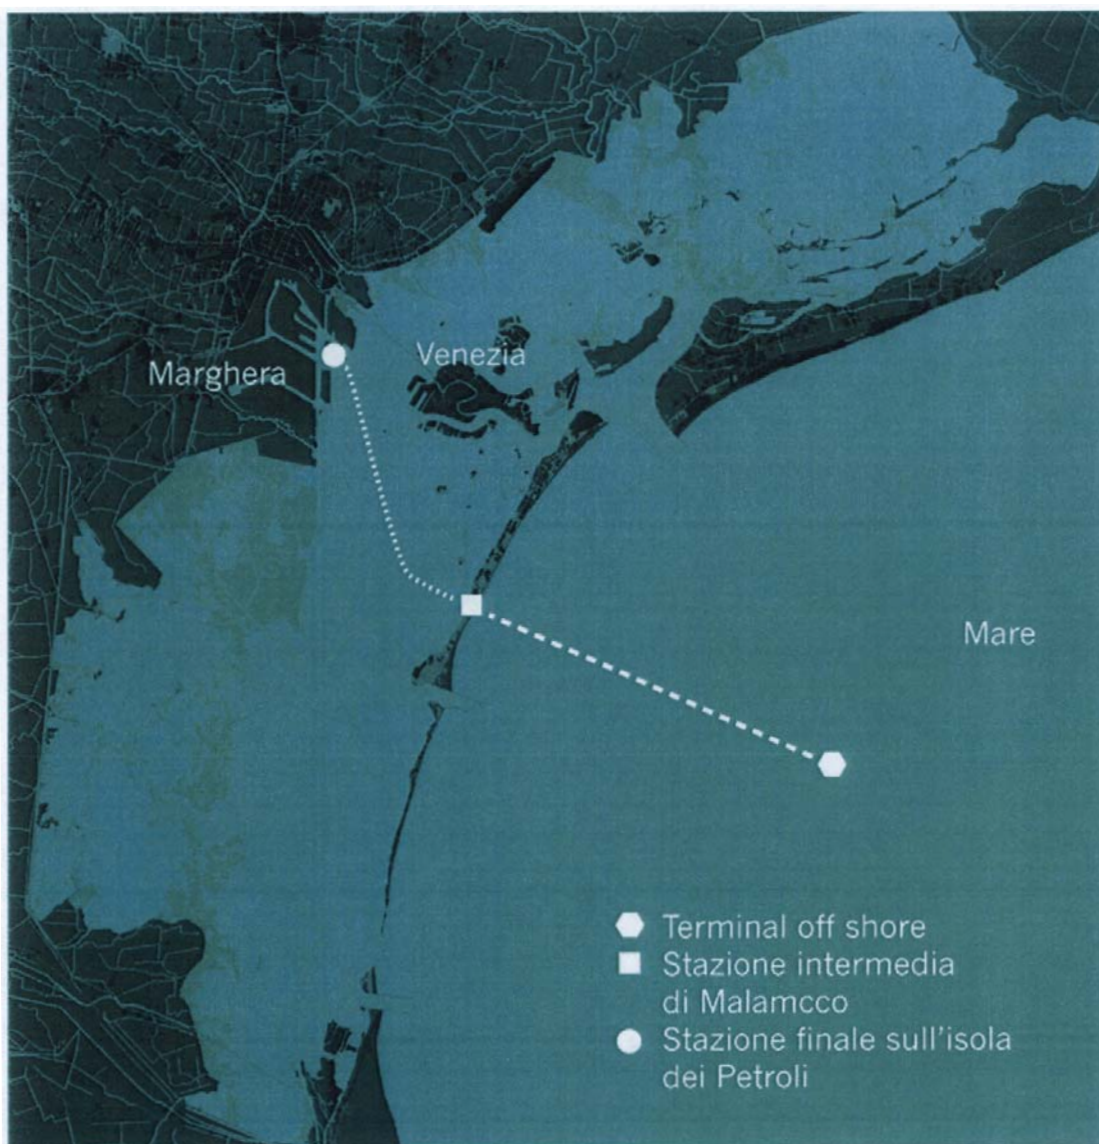 Venezia
Marghera
Mare
Terminal off shore
Stazione intermedia
di Malamcco
Stazione finale sull'isola
dei Petroli